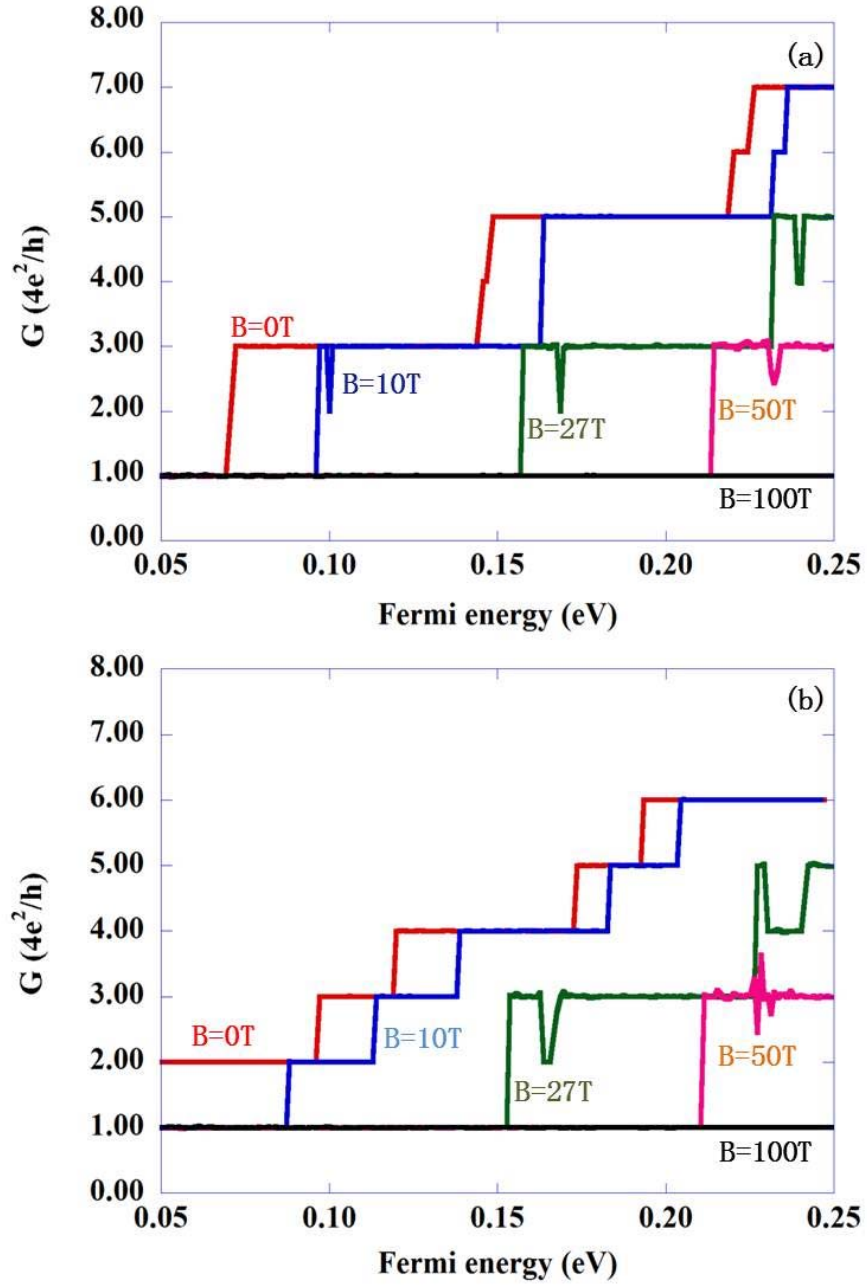 8.00
(a)
7.00
6.00
5.00
4.00
G (4e²/h)
B=0T
3.00
B=10T
B=27T
B=50T
2.00
1.00
B=100T
0.00
0.05 0.10 0.15 0.20 0.25
Fermi energy (eV)
8.00
(b)
7.00
6.00
5.00
4.00
G (4e²/h)
3.00
B=0T
B=10T
B=27T
B=50T
2.00
1.00
B=100T
0.00
0.05 0.10 0.15 0.20 0.25
Fermi energy (eV)